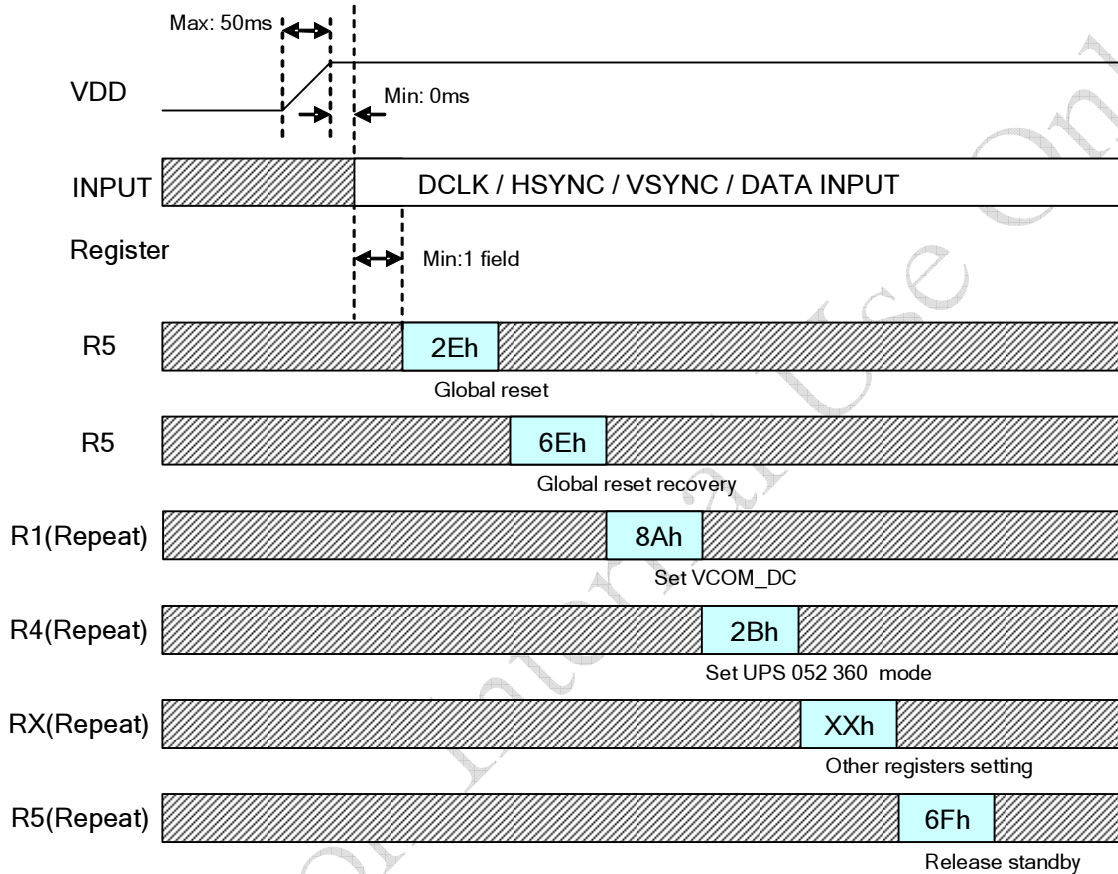 Max: 50ms
VDD
Min: 0ms
INPUT
DCLK / HSYNC / VSYNC / DATA INPUT
Register
Min:1 field
R5
2Eh
Global reset
R5
6Eh
Global reset recovery
R1(Repeat)
8Ah
Set VCOM_DC
R4(Repeat)
2Bh
Set UPS 052 360 mode
RX(Repeat)
XXh
Other registers setting
R5(Repeat)
6Fh
Release standby
Internal Use